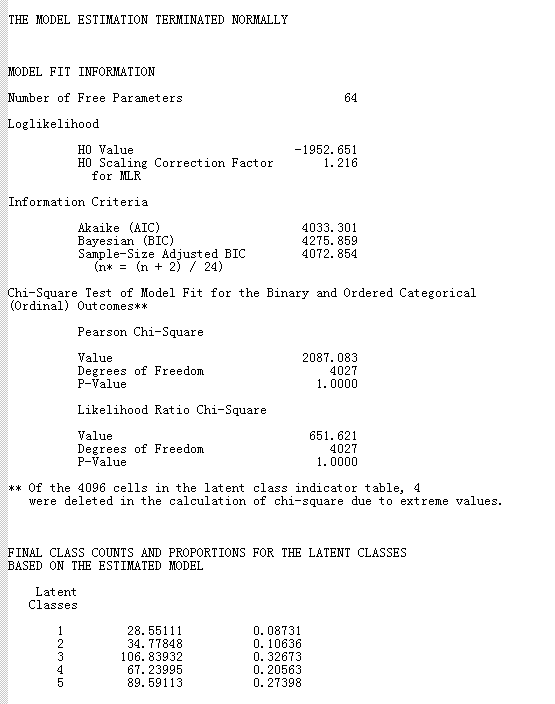 THE MODEL ESTIMATION TERMINATED NORMALLY
MODEL FIT INFORMATION
Number of Free Parameters 64
Loglikelihood
H0 Value -1952.651
H0 Scaling Correction Factor 1.216
for MLR
Information Criteria
Akaike (AIC) 4033.301
Bayesian (BIC) 4275.859
Sample-Size Adjusted BIC 4072.854
(n* = (n + 2) / 24)
Chi-Square Test of Model Fit for the Binary and Ordered Categorical
(Ordinal) Outcomes**
Pearson Chi-Square
Value 2087.083
Degrees of Freedom 4027
P-Value 1.0000
Likelihood Ratio Chi-Square
Value 651.621
Degrees of Freedom 4027
P-Value 1.0000
** Of the 4096 cells in the latent class indicator table, 4
were deleted in the calculation of chi-square due to extreme values.
FINAL CLASS COUNTS AND PROPORTIONS FOR THE LATENT CLASSES
BASED ON THE ESTIMATED MODEL
Latent
Classes
1 28.55111 0.08731
2 34.77848 0.10636
3 106.83932 0.32673
4 67.23995 0.20563
5 89.59113 0.27398